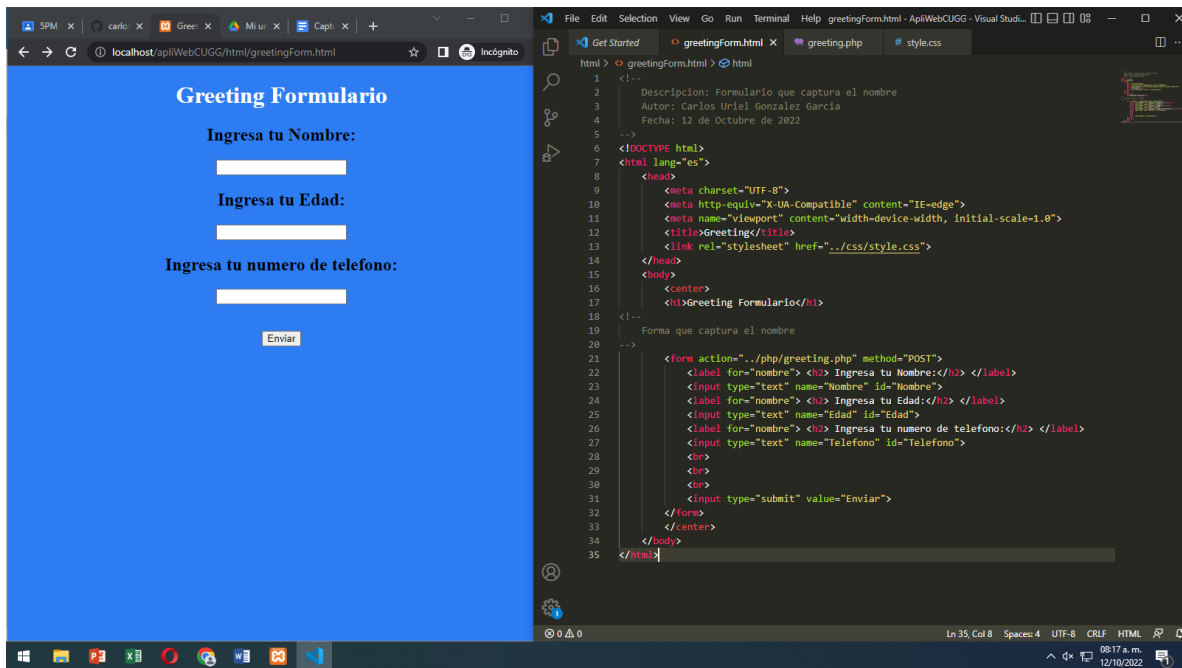 5PM
carlo:
Greet
Mi un
Captu
localhost/apliWebCUGG/html/greetingForm.html
Incógnito
Greeting Formulario
Ingresa tu Nombre:
Ingresa tu Edad:
Ingresa tu numero de telefono:
Enviar
File Edit Selection View Go Run Terminal Help greetingForm.html - ApliWebCUGG - Visual Studi...
Get Started greetingForm.html greeting.php # style.css
html > greetingForm.html > html
1 <!--
2 Descripcion: Formulario que captura el nombre
3 Autor: Carlos Uriel Gonzalez Garcia
4 Fecha: 12 de Octubre de 2022
5 -->
6 <!DOCTYPE html>
7 <html lang="es">
8 <head>
9 <meta charset="UTF-8">
10 <meta http-equiv="X-UA-Compatible" content="IE=edge">
11 <meta name="viewport" content="width=device-width, initial-scale=1.0">
12 <title>Greeting</title>
13 <link rel="stylesheet" href="../css/style.css">
14 </head>
15 <body>
16 <center>
17 <h1>Greeting Formulario</h1>
18 <!--
19 Forma que captura el nombre
20 -->
21 <form action="../php/greeting.php" method="POST">
22 <label for="nombre"> <h2> Ingresa tu Nombre:</h2> </label>
23 <input type="text" name="Nombre" id="Nombre">
24 <label for="nombre"> <h2> Ingresa tu Edad:</h2> </label>
25 <input type="text" name="Edad" id="Edad">
26 <label for="nombre"> <h2> Ingresa tu numero de telefono:</h2> </label>
27 <input type="text" name="Telefono" id="Telefono">
28 <br>
29 <br>
30 <br>
31 <input type="submit" value="Enviar">
32 </form>
33 </center>
34 </body>
35 </html>
0 0
Ln 35, Col 8 Spaces: 4 UTF-8 CRLF HTML
08:17 a. m.
12/10/2022